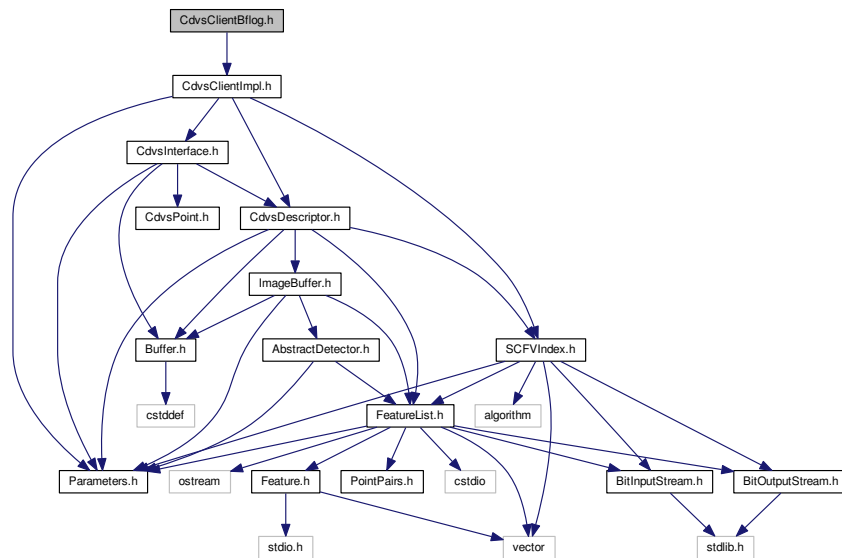 CdvsClientBflog.h
CdvsClientImpl.h
CdvsInterface.h
CdvsPoint.h
CdvsDescriptor.h
ImageBuffer.h
Buffer.h
AbstractDetector.h
SCFVIndex.h
cstddef
FeatureList.h
algorithm
Parameters.h
ostream
Feature.h
PointPairs.h
cstdio
BitInputStream.h
BitOutputStream.h
stdio.h
vector
stdlib.h